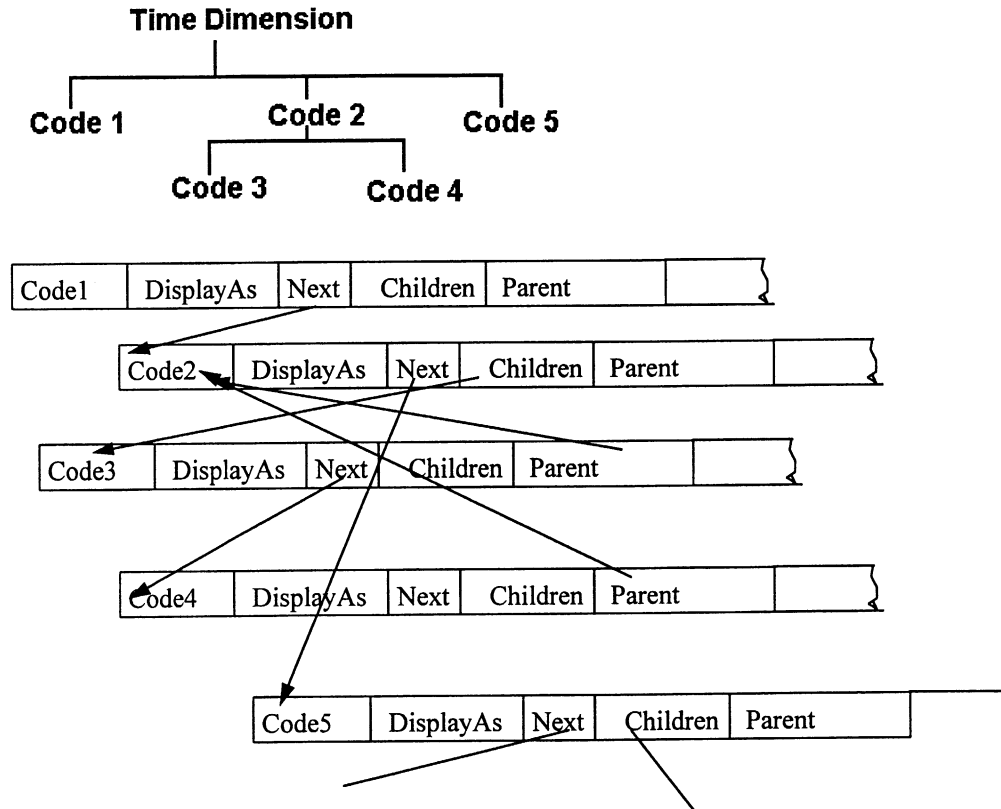 Time Dimension
Code 1 Code 2 Code 5
Code 3 Code 4
Code1 DisplayAs Next Children Parent
Code2 DisplayAs Next Children Parent
Code3 DisplayAs Next Children Parent
Code4 DisplayAs Next Children Parent
Code5 DisplayAs Next Children Parent